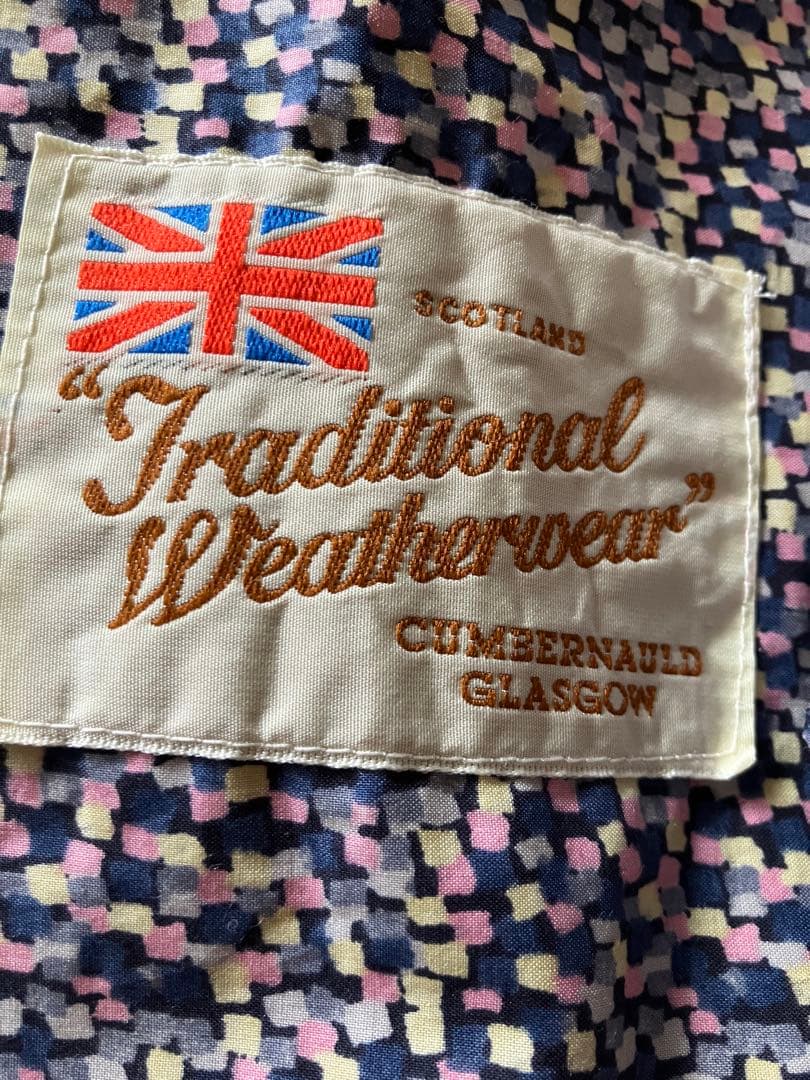 SCOTLAND
"Traditional
Weatherwear"
CUMBERNAULD
GLASGOW